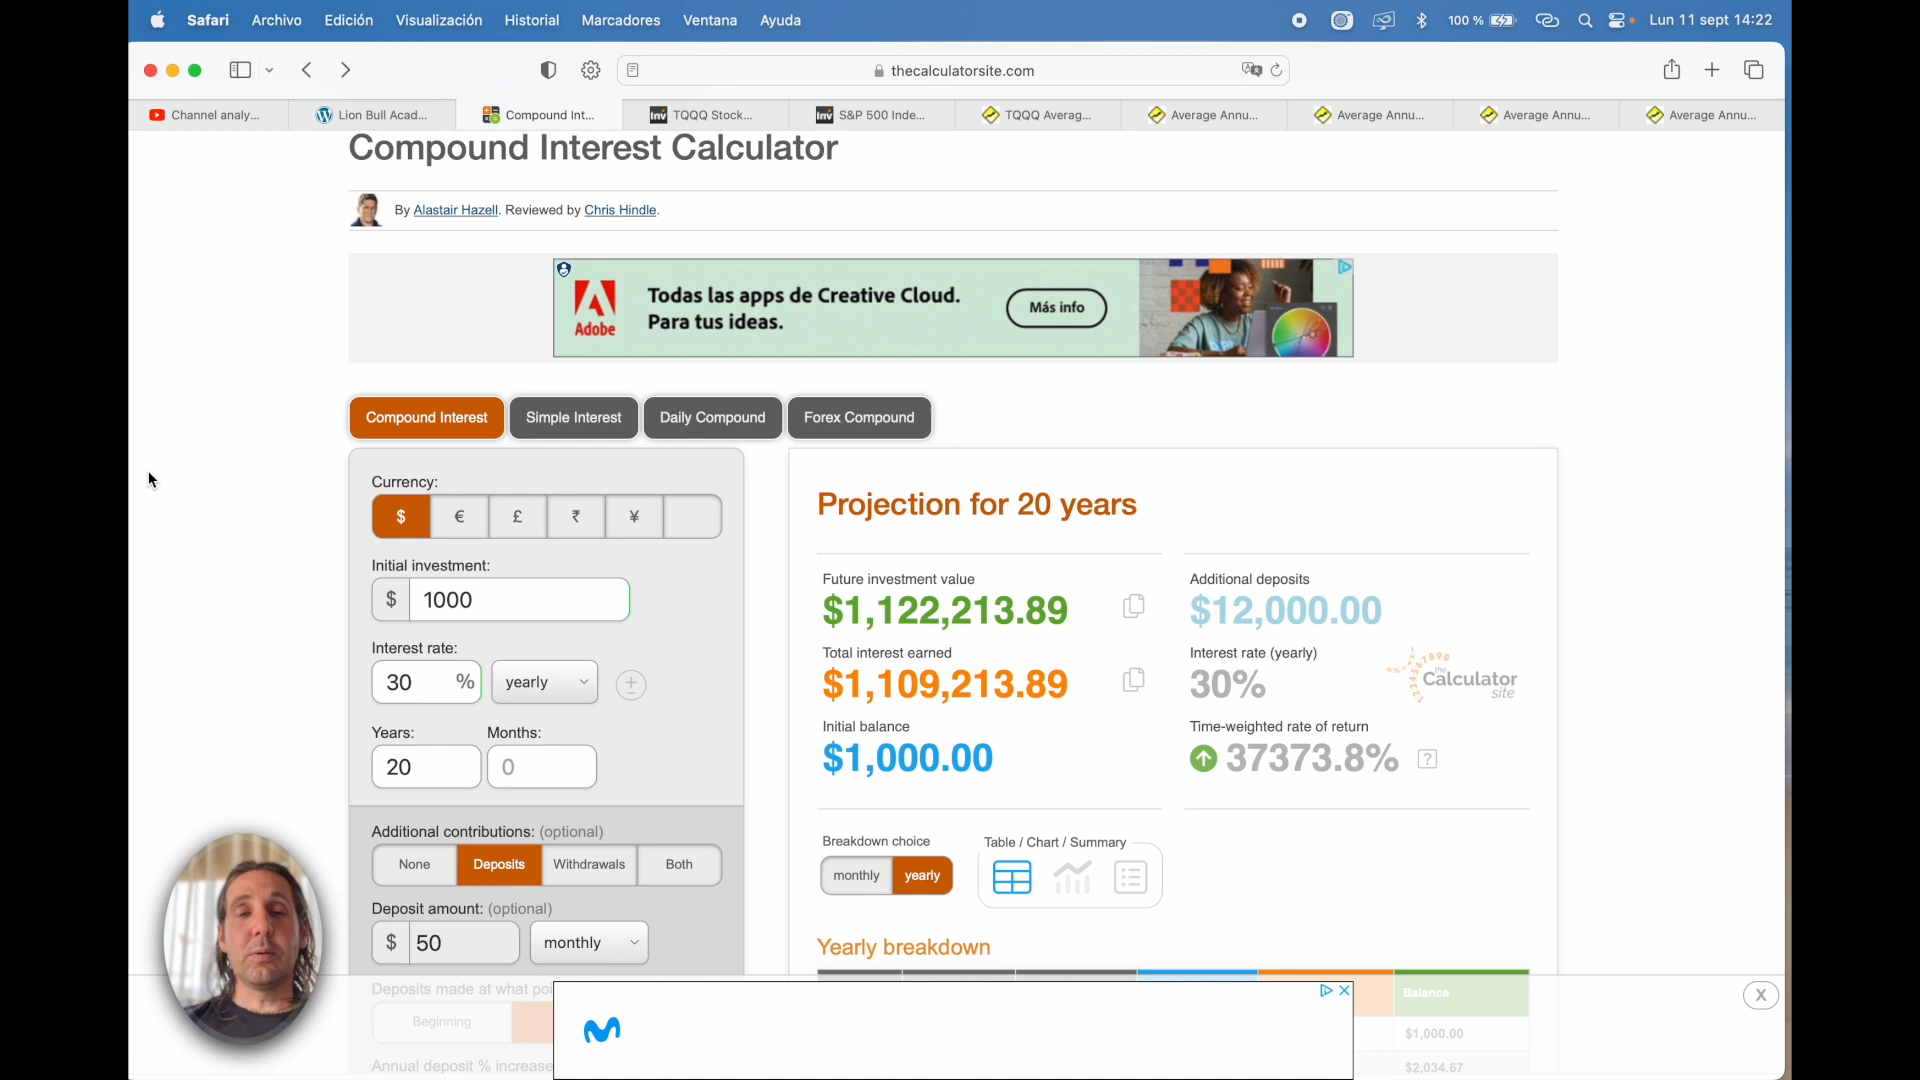 Safari Archivo Edición Visualización Historial Marcadores Ventana Ayuda 100 % Lun 11 sept 14:22
thecalculatorsite.com
Channel analy... Lion Bull Acad... Compound Int... TQQQ Stock... S&P 500 Inde... TQQQ Averag... Average Annu... Average Annu... Average Annu... Average Annu...
Compound Interest Calculator
By Alastair Hazell. Reviewed by Chris Hindle.
Adobe
Todas las apps de Creative Cloud.
Para tus ideas.
Más info
Compound Interest Simple Interest Daily Compound Forex Compound
Currency:
$ € £ ₹ ¥
Initial investment:
$ 1000
Interest rate:
30 % yearly
Years: Months:
20 0
Additional contributions: (optional)
None Deposits Withdrawals Both
Deposit amount: (optional)
$ 50 monthly
Deposits made at what poi
Beginning
Annual deposit % increase
Projection for 20 years
Future investment value
$1,122,213.89
Additional deposits
$12,000.00
Total interest earned
$1,109,213.89
Interest rate (yearly)
30%
1234567890
the
Calculator
site
Initial balance
$1,000.00
Time-weighted rate of return
37373.8% ?
Breakdown choice
monthly yearly
Table / Chart / Summary
Yearly breakdown
Balance
$1,000.00
$2,034.67
X